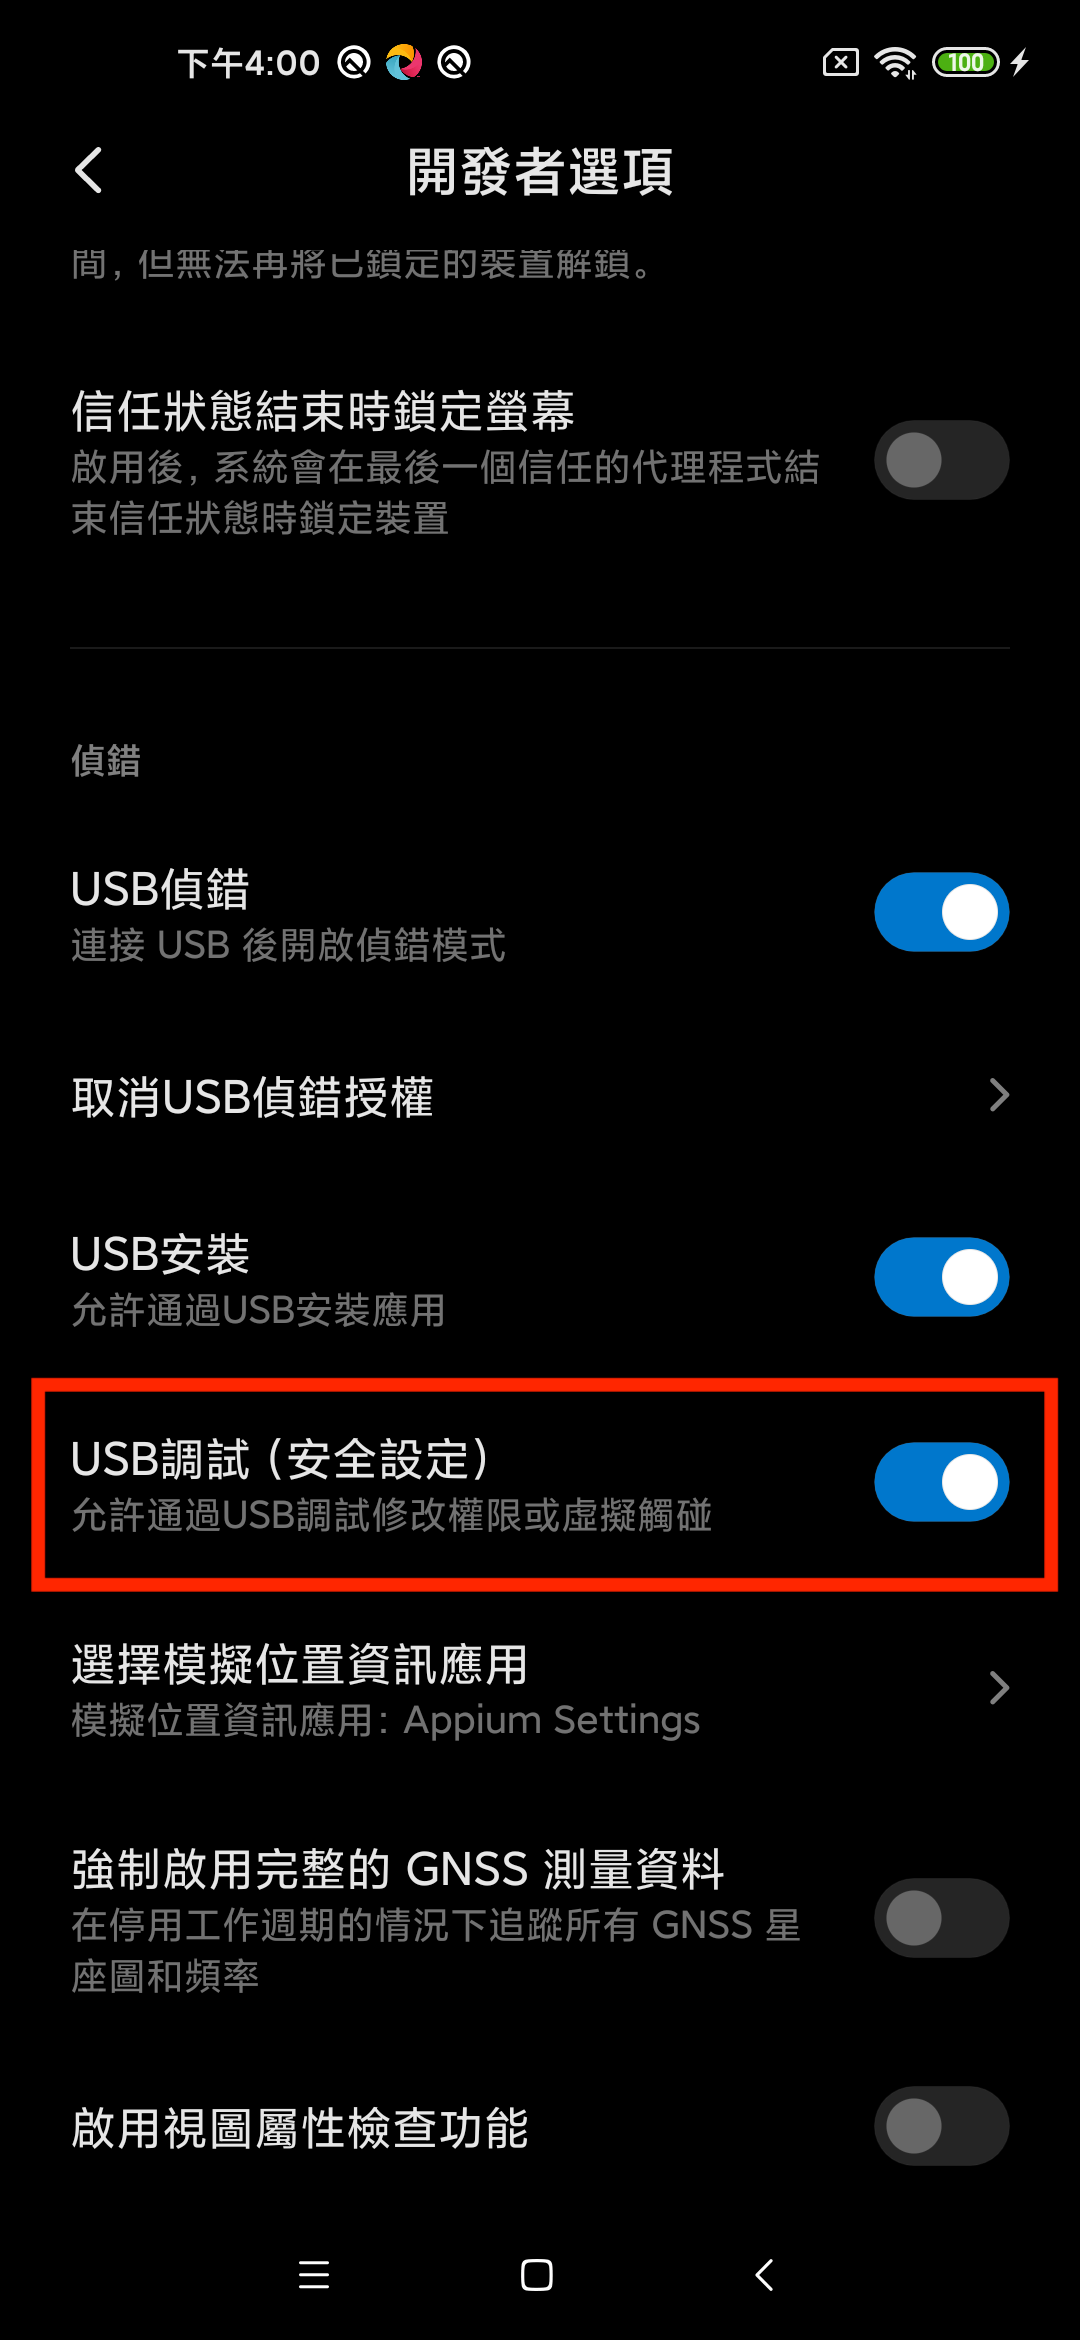 下午4:00
100
開發者選項
間，但無法再將已鎖定的裝置解鎖。
信任狀態結束時鎖定螢幕
啟用後，系統會在最後一個信任的代理程式結
束信任狀態時鎖定裝置
偵錯
USB偵錯
連接 USB 後開啟偵錯模式
取消USB偵錯授權
USB安裝
允許通過USB安裝應用
USB調試（安全設定）
允許通過USB調試修改權限或虛擬觸碰
選擇模擬位置資訊應用
模擬位置資訊應用：Appium Settings
強制啟用完整的 GNSS 測量資料
在停用工作週期的情況下追蹤所有 GNSS 星
座圖和頻率
啟用視圖屬性檢查功能